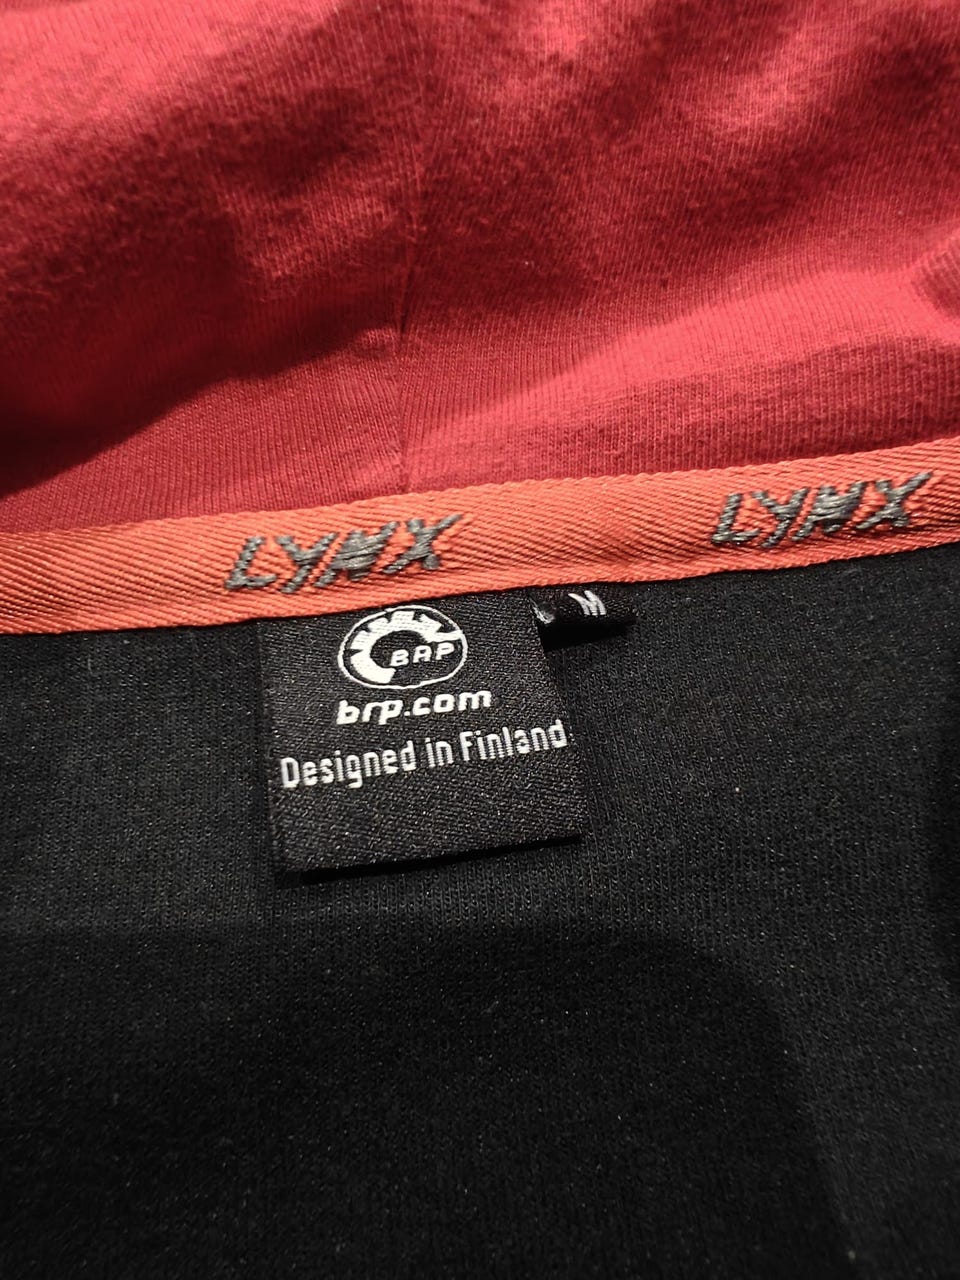 LYNX LYNX
M
BRP
brp.com
Designed in Finland